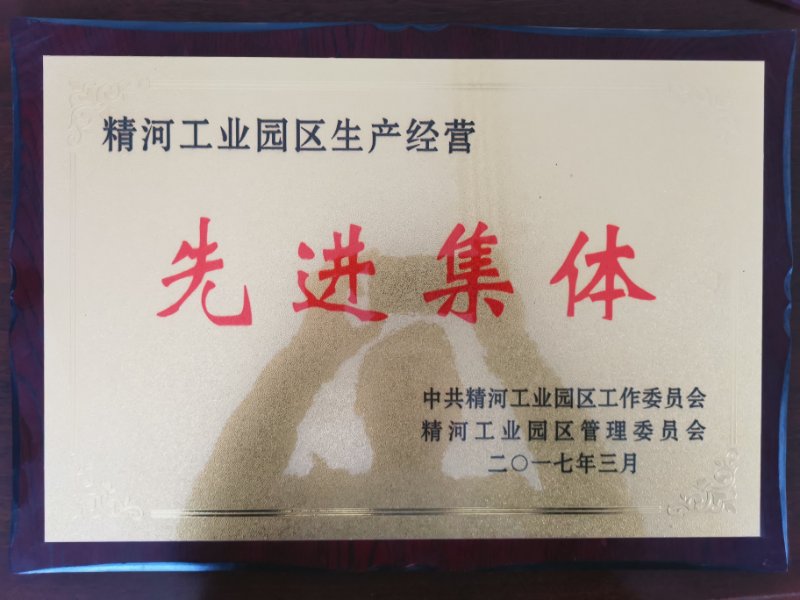 精河工业园区生产经营
先进集体
中共精河工业园区工作委员会
精河工业园区管理委员会
二〇一七年三月